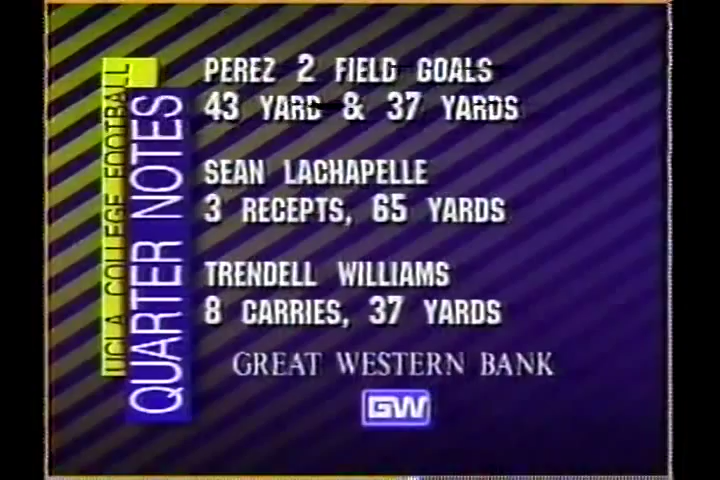 UCLA COLLEGE FOOTBALL
QUARTER NOTES
PEREZ 2 FIELD GOALS
43 YARD & 37 YARDS
SEAN LACHAPELLE
3 RECEPTS, 65 YARDS
TRENDELL WILLIAMS
8 CARRIES, 37 YARDS
GREAT WESTERN BANK
GW